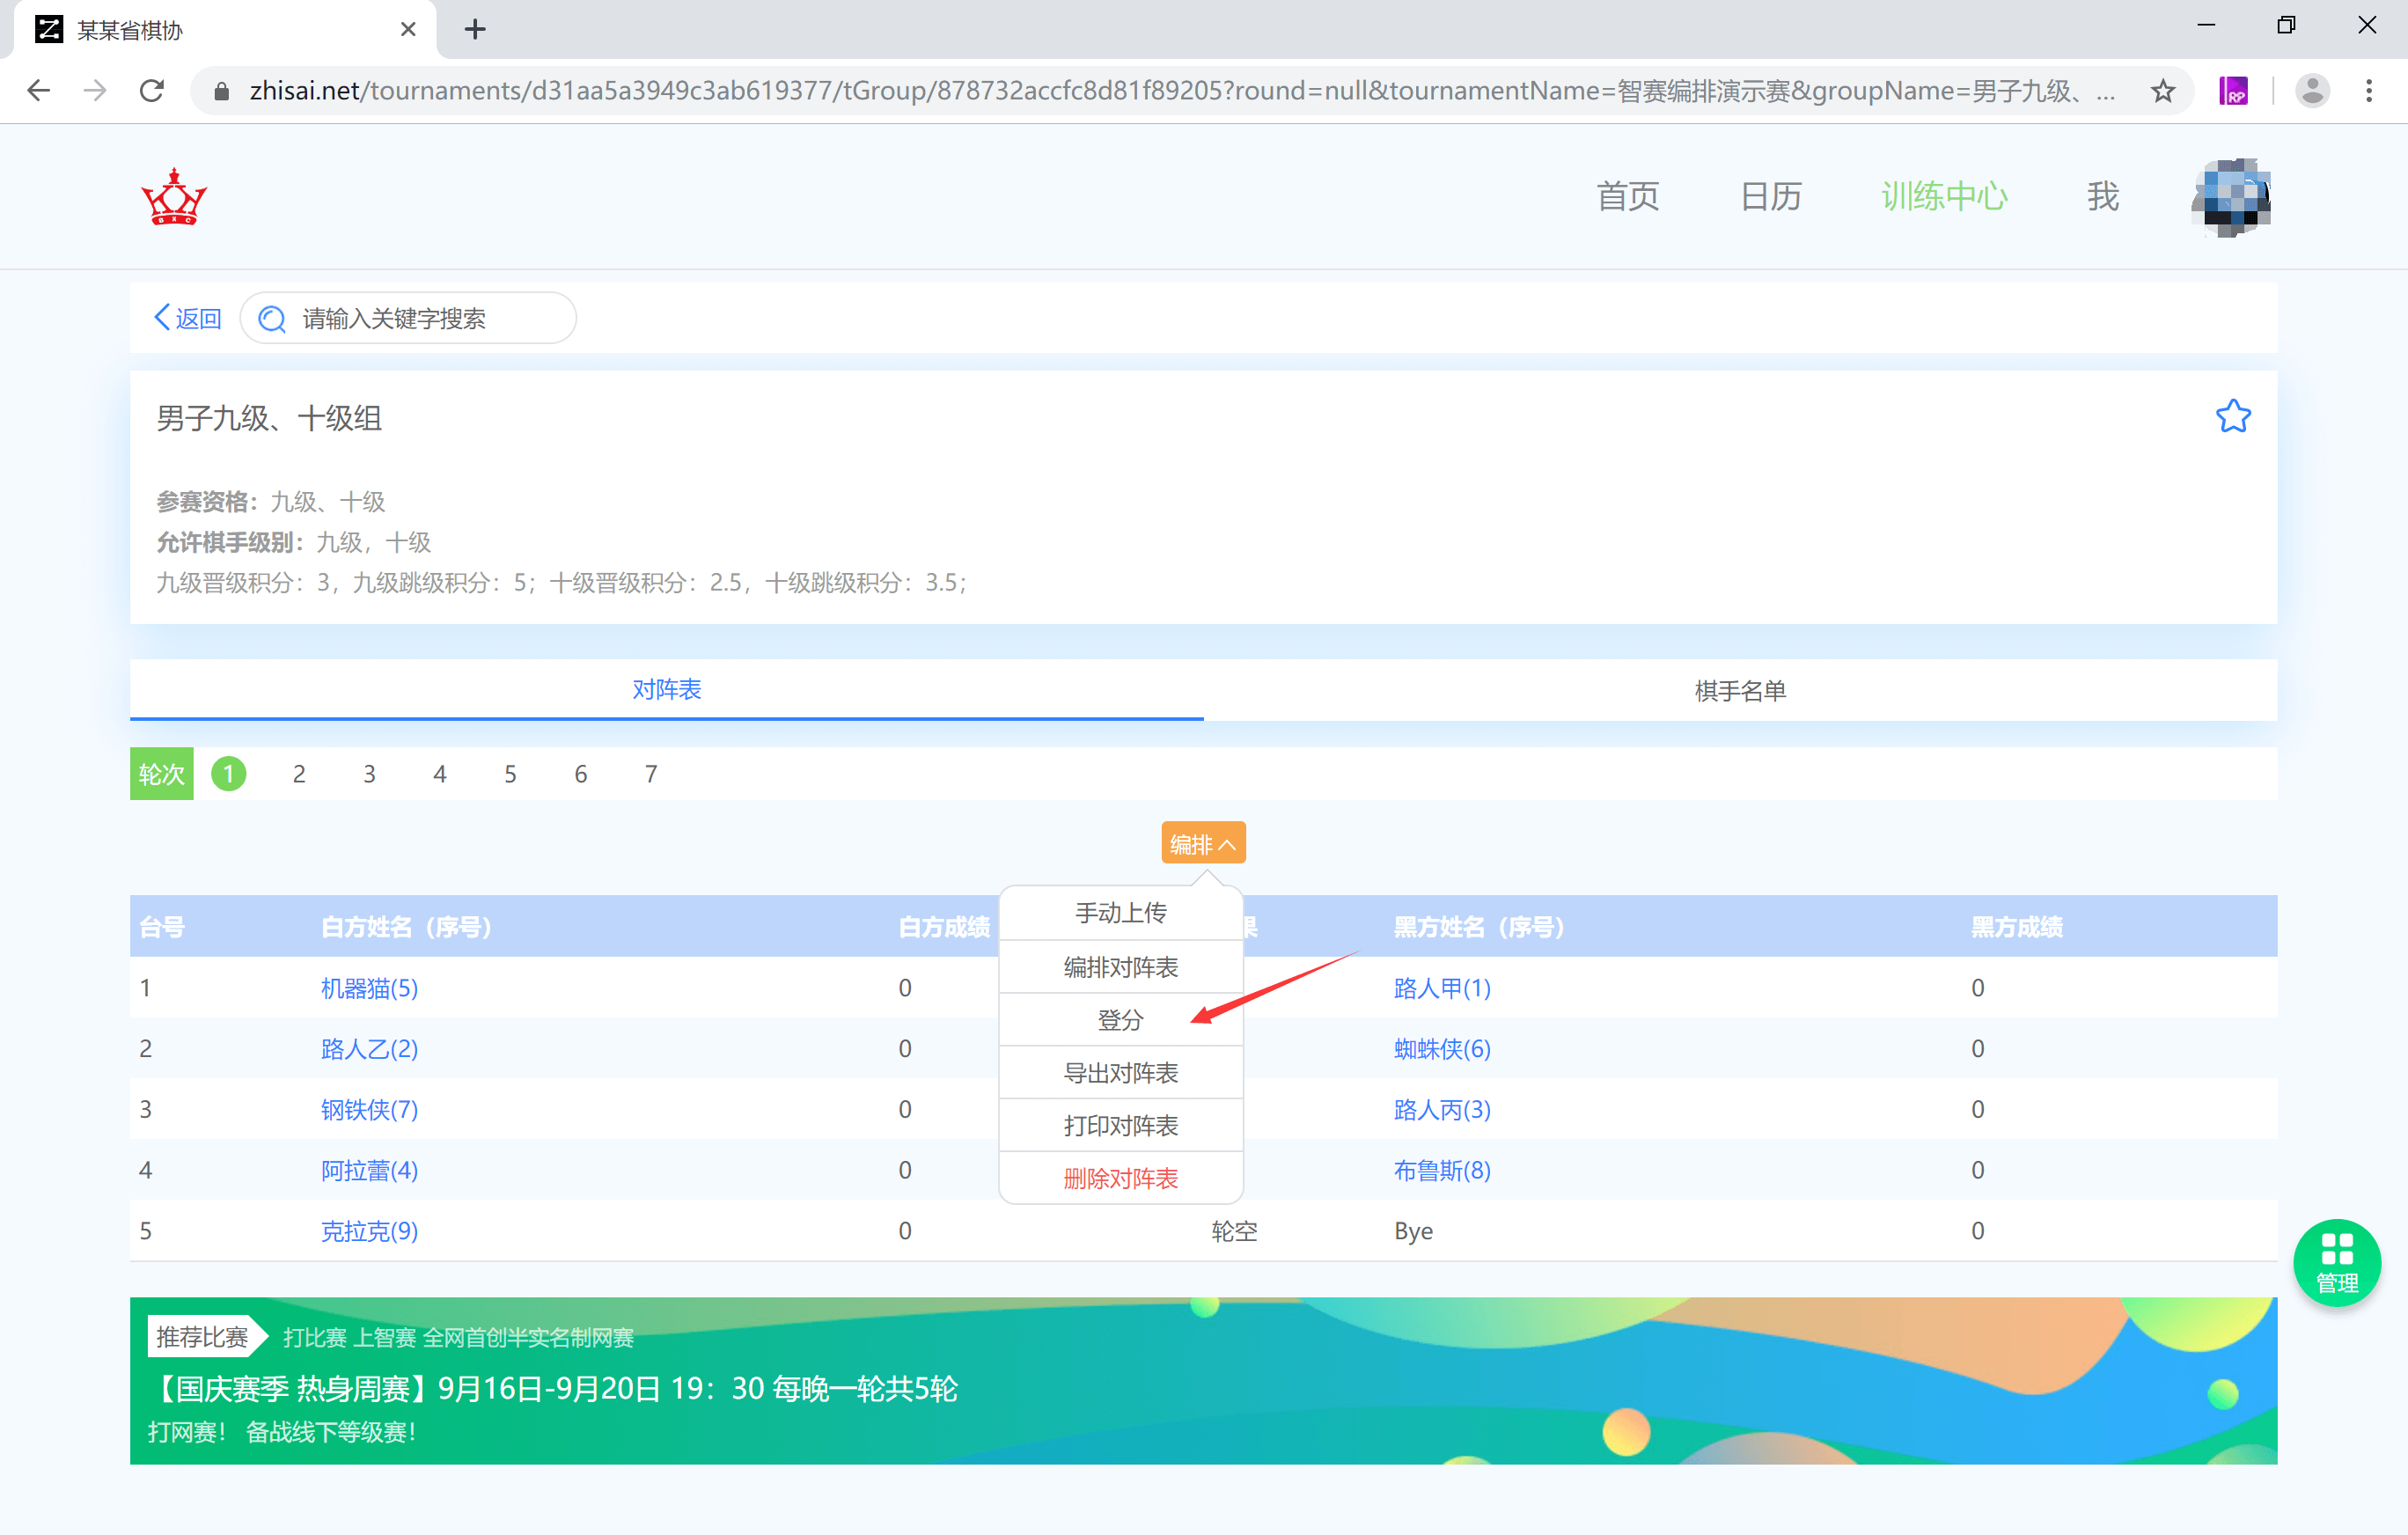 某某省棋协
zhisai.net/tournaments/d31aa5a3949c3ab619377/tGroup/878732accfc8d81f89205?round=null&tournamentName=智赛编排演示赛&groupName=男子九级、...
RP
B X C
首页 日历 训练中心 我
返回 请输入关键字搜索
男子九级、十级组
参赛资格：九级、十级
允许棋手级别：九级，十级
九级晋级积分：3，九级跳级积分：5；十级晋级积分：2.5，十级跳级积分：3.5；
对阵表 棋手名单
轮次 1 2 3 4 5 6 7
编排
手动上传
编排对阵表
登分
导出对阵表
打印对阵表
删除对阵表
台号 白方姓名（序号） 白方成绩 果 黑方姓名（序号） 黑方成绩
1 机器猫(5) 0 路人甲(1) 0
2 路人乙(2) 0 蜘蛛侠(6) 0
3 钢铁侠(7) 0 路人丙(3) 0
4 阿拉蕾(4) 0 布鲁斯(8) 0
5 克拉克(9) 0 轮空 Bye 0
管理
推荐比赛 打比赛 上智赛 全网首创半实名制网赛
【国庆赛季 热身周赛】9月16日-9月20日 19：30 每晚一轮共5轮
打网赛！ 备战线下等级赛！